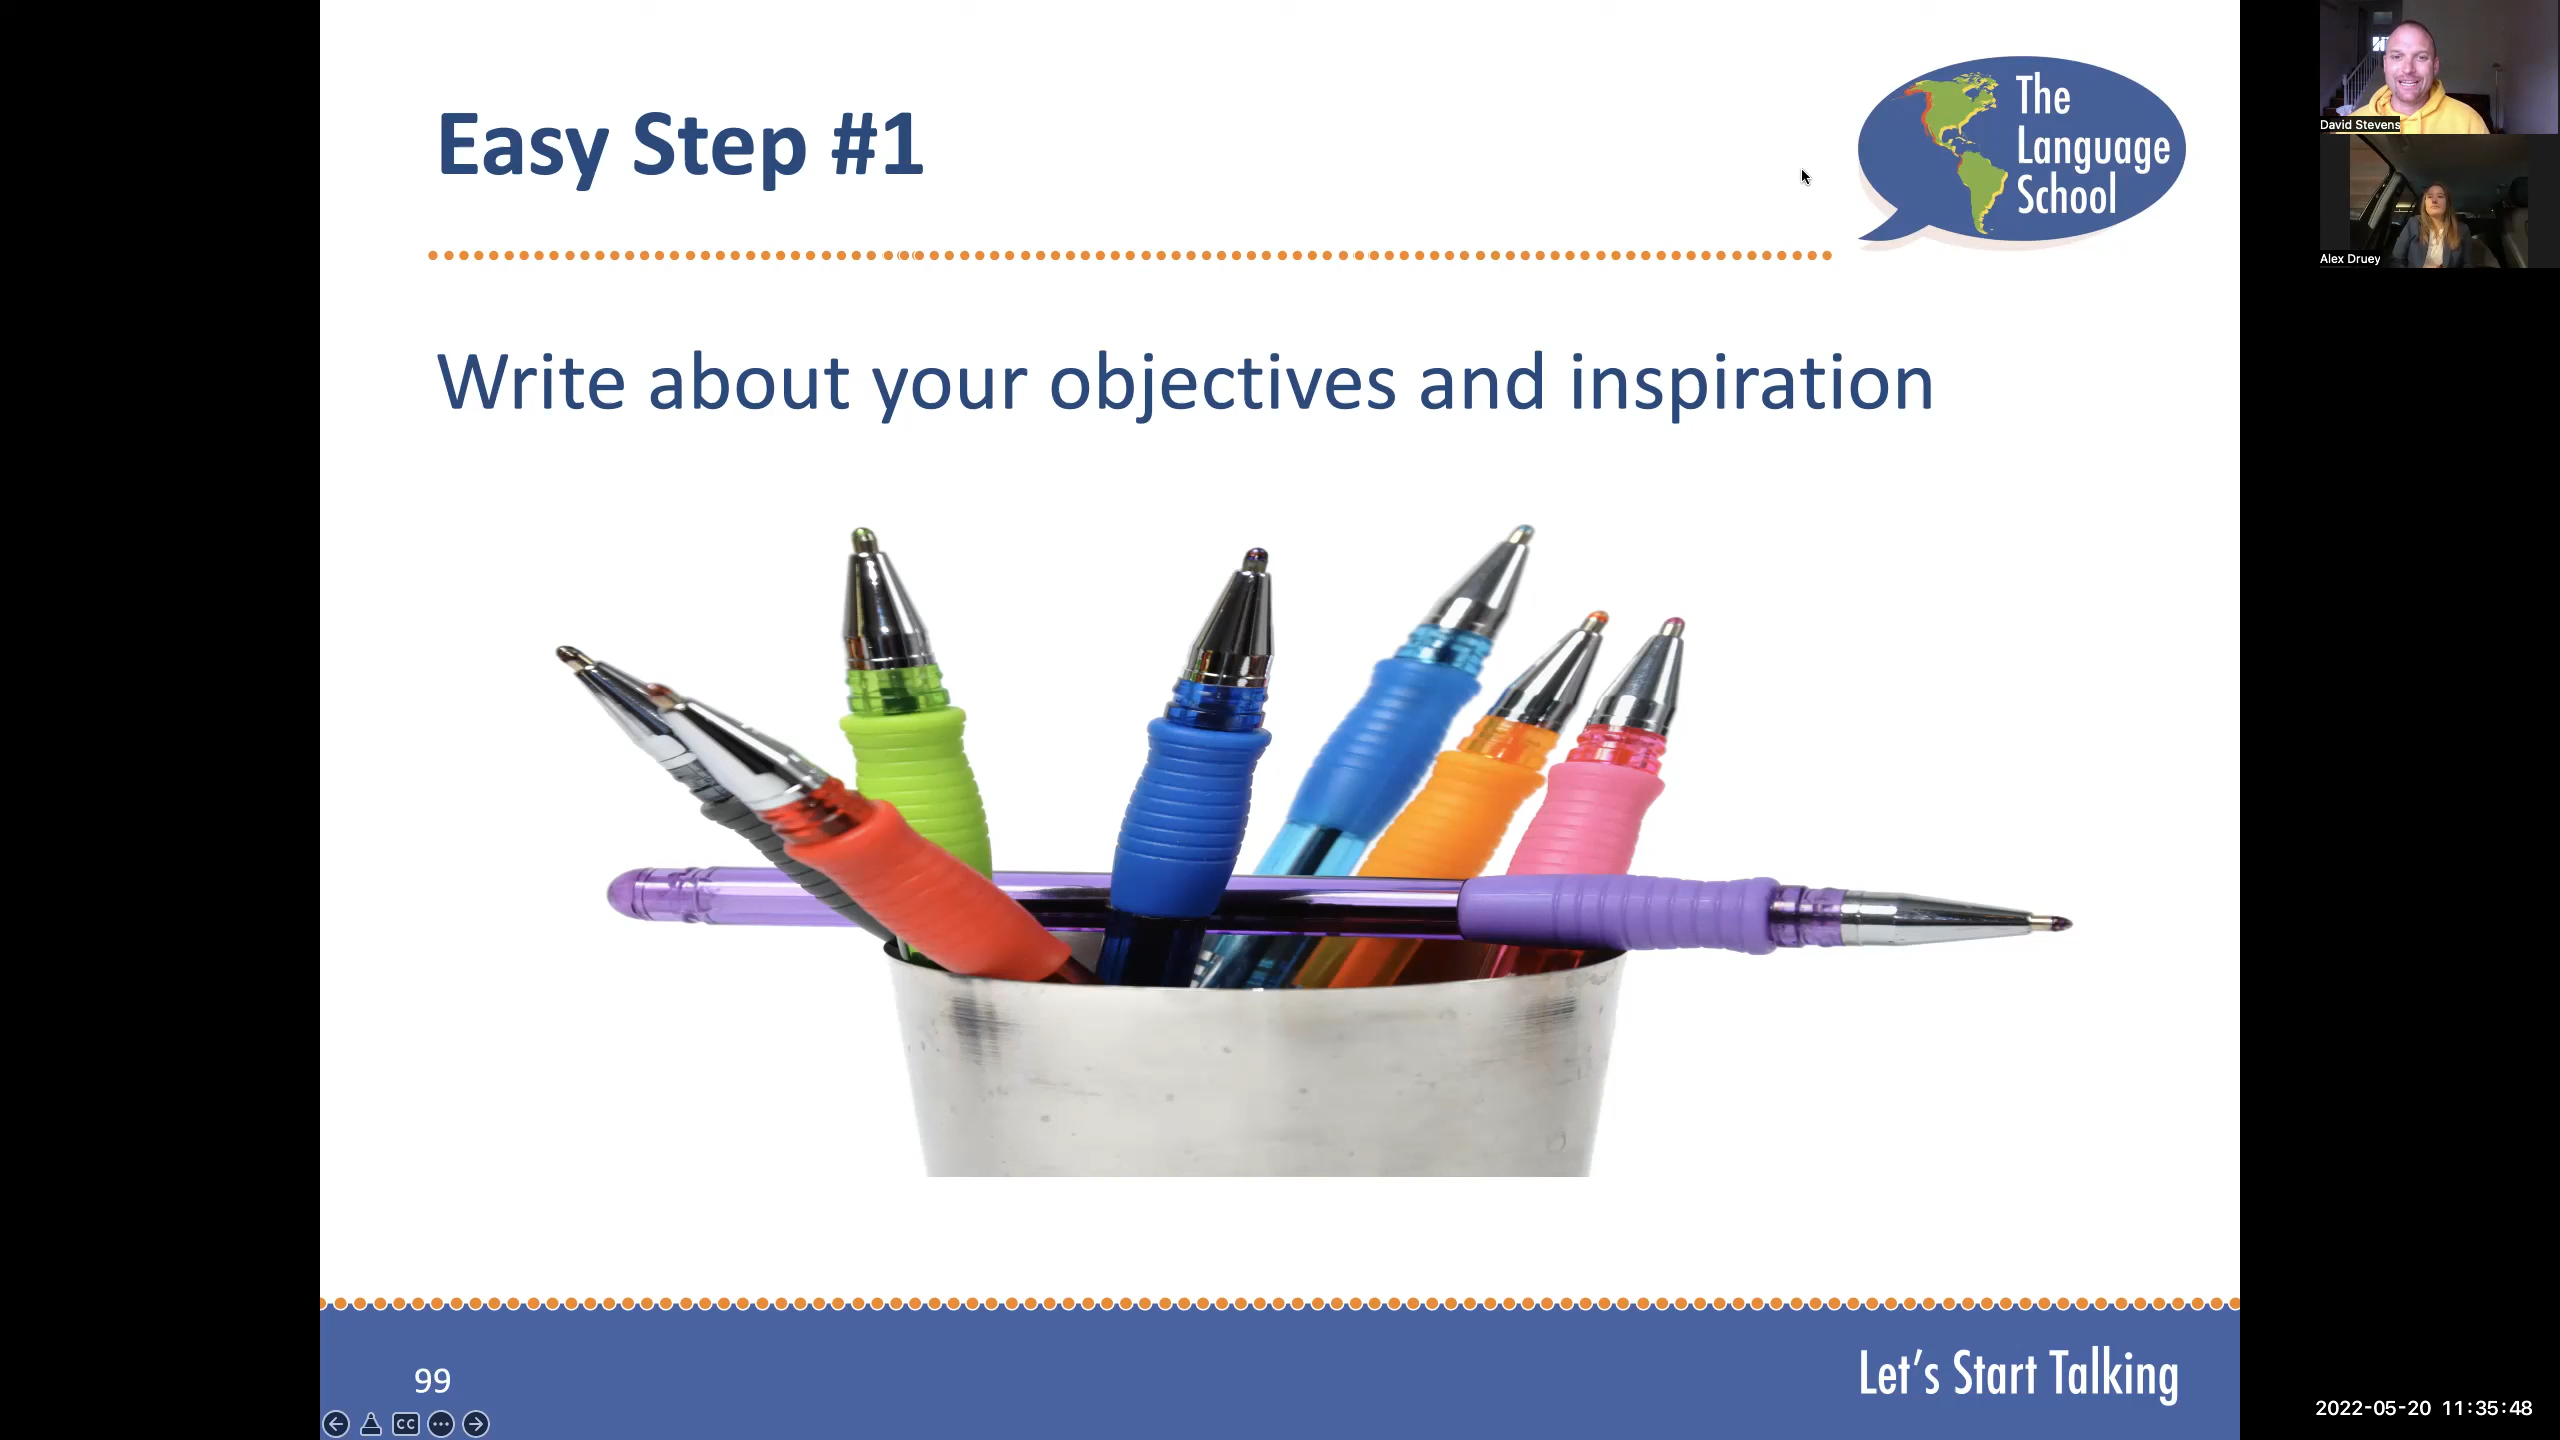 Easy Step #1
The
Language
School
David Stevens
Alex Druey
Write about your objectives and inspiration
99
Let's Start Talking
CC
2022-05-20 11:35:48